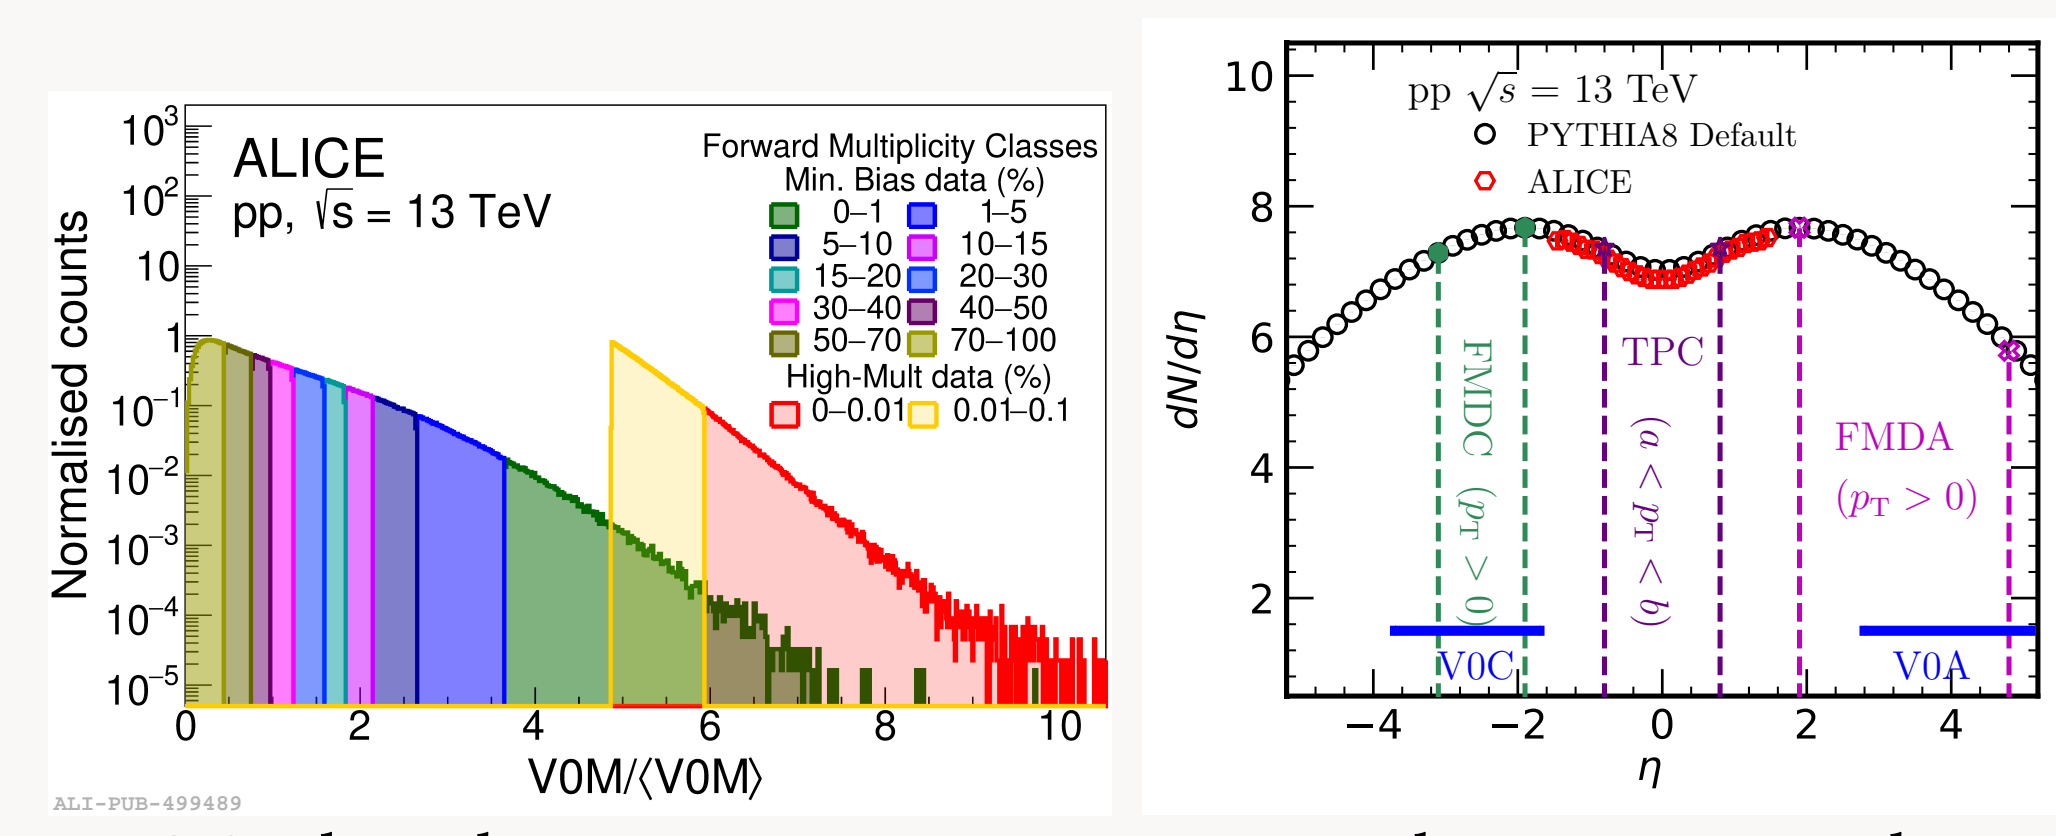 ALICE
pp, √s = 13 TeV
Forward Multiplicity Classes
Min. Bias data (%)
0–1 1–5
5–10 10–15
15–20 20–30
30–40 40–50
50–70 70–100
High-Mult data (%)
0–0.01 0.01–0.1
Normalised counts
10³
10²
10
1
10⁻¹
10⁻²
10⁻³
10⁻⁴
10⁻⁵
0 2 4 6 8 10
V0M/⟨V0M⟩
ALI-PUB-499489
pp √s = 13 TeV
PYTHIA8 Default
ALICE
dN/dη
10
8
6
4
2
FMDC (p_T > 0)
TPC
(a < p_T < b)
FMDA
(p_T > 0)
V0C
V0A
−4 −2 0 2 4
η